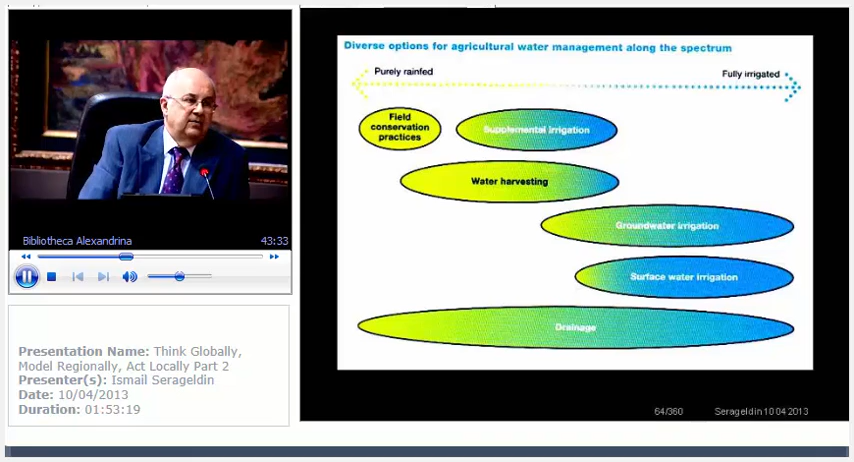 Bibliotheca Alexandrina 43:33
Presentation Name: Think Globally,
Model Regionally, Act Locally Part 2
Presenter(s): Ismail Serageldin
Date: 10/04/2013
Duration: 01:53:19
Diverse options for agricultural water management along the spectrum
Purely rainfed
Fully irrigated
Field
conservation
practices
Supplemental irrigation
Water harvesting
Groundwater irrigation
Surface water irrigation
Drainage
64/360 Serageldin 10 04 2013